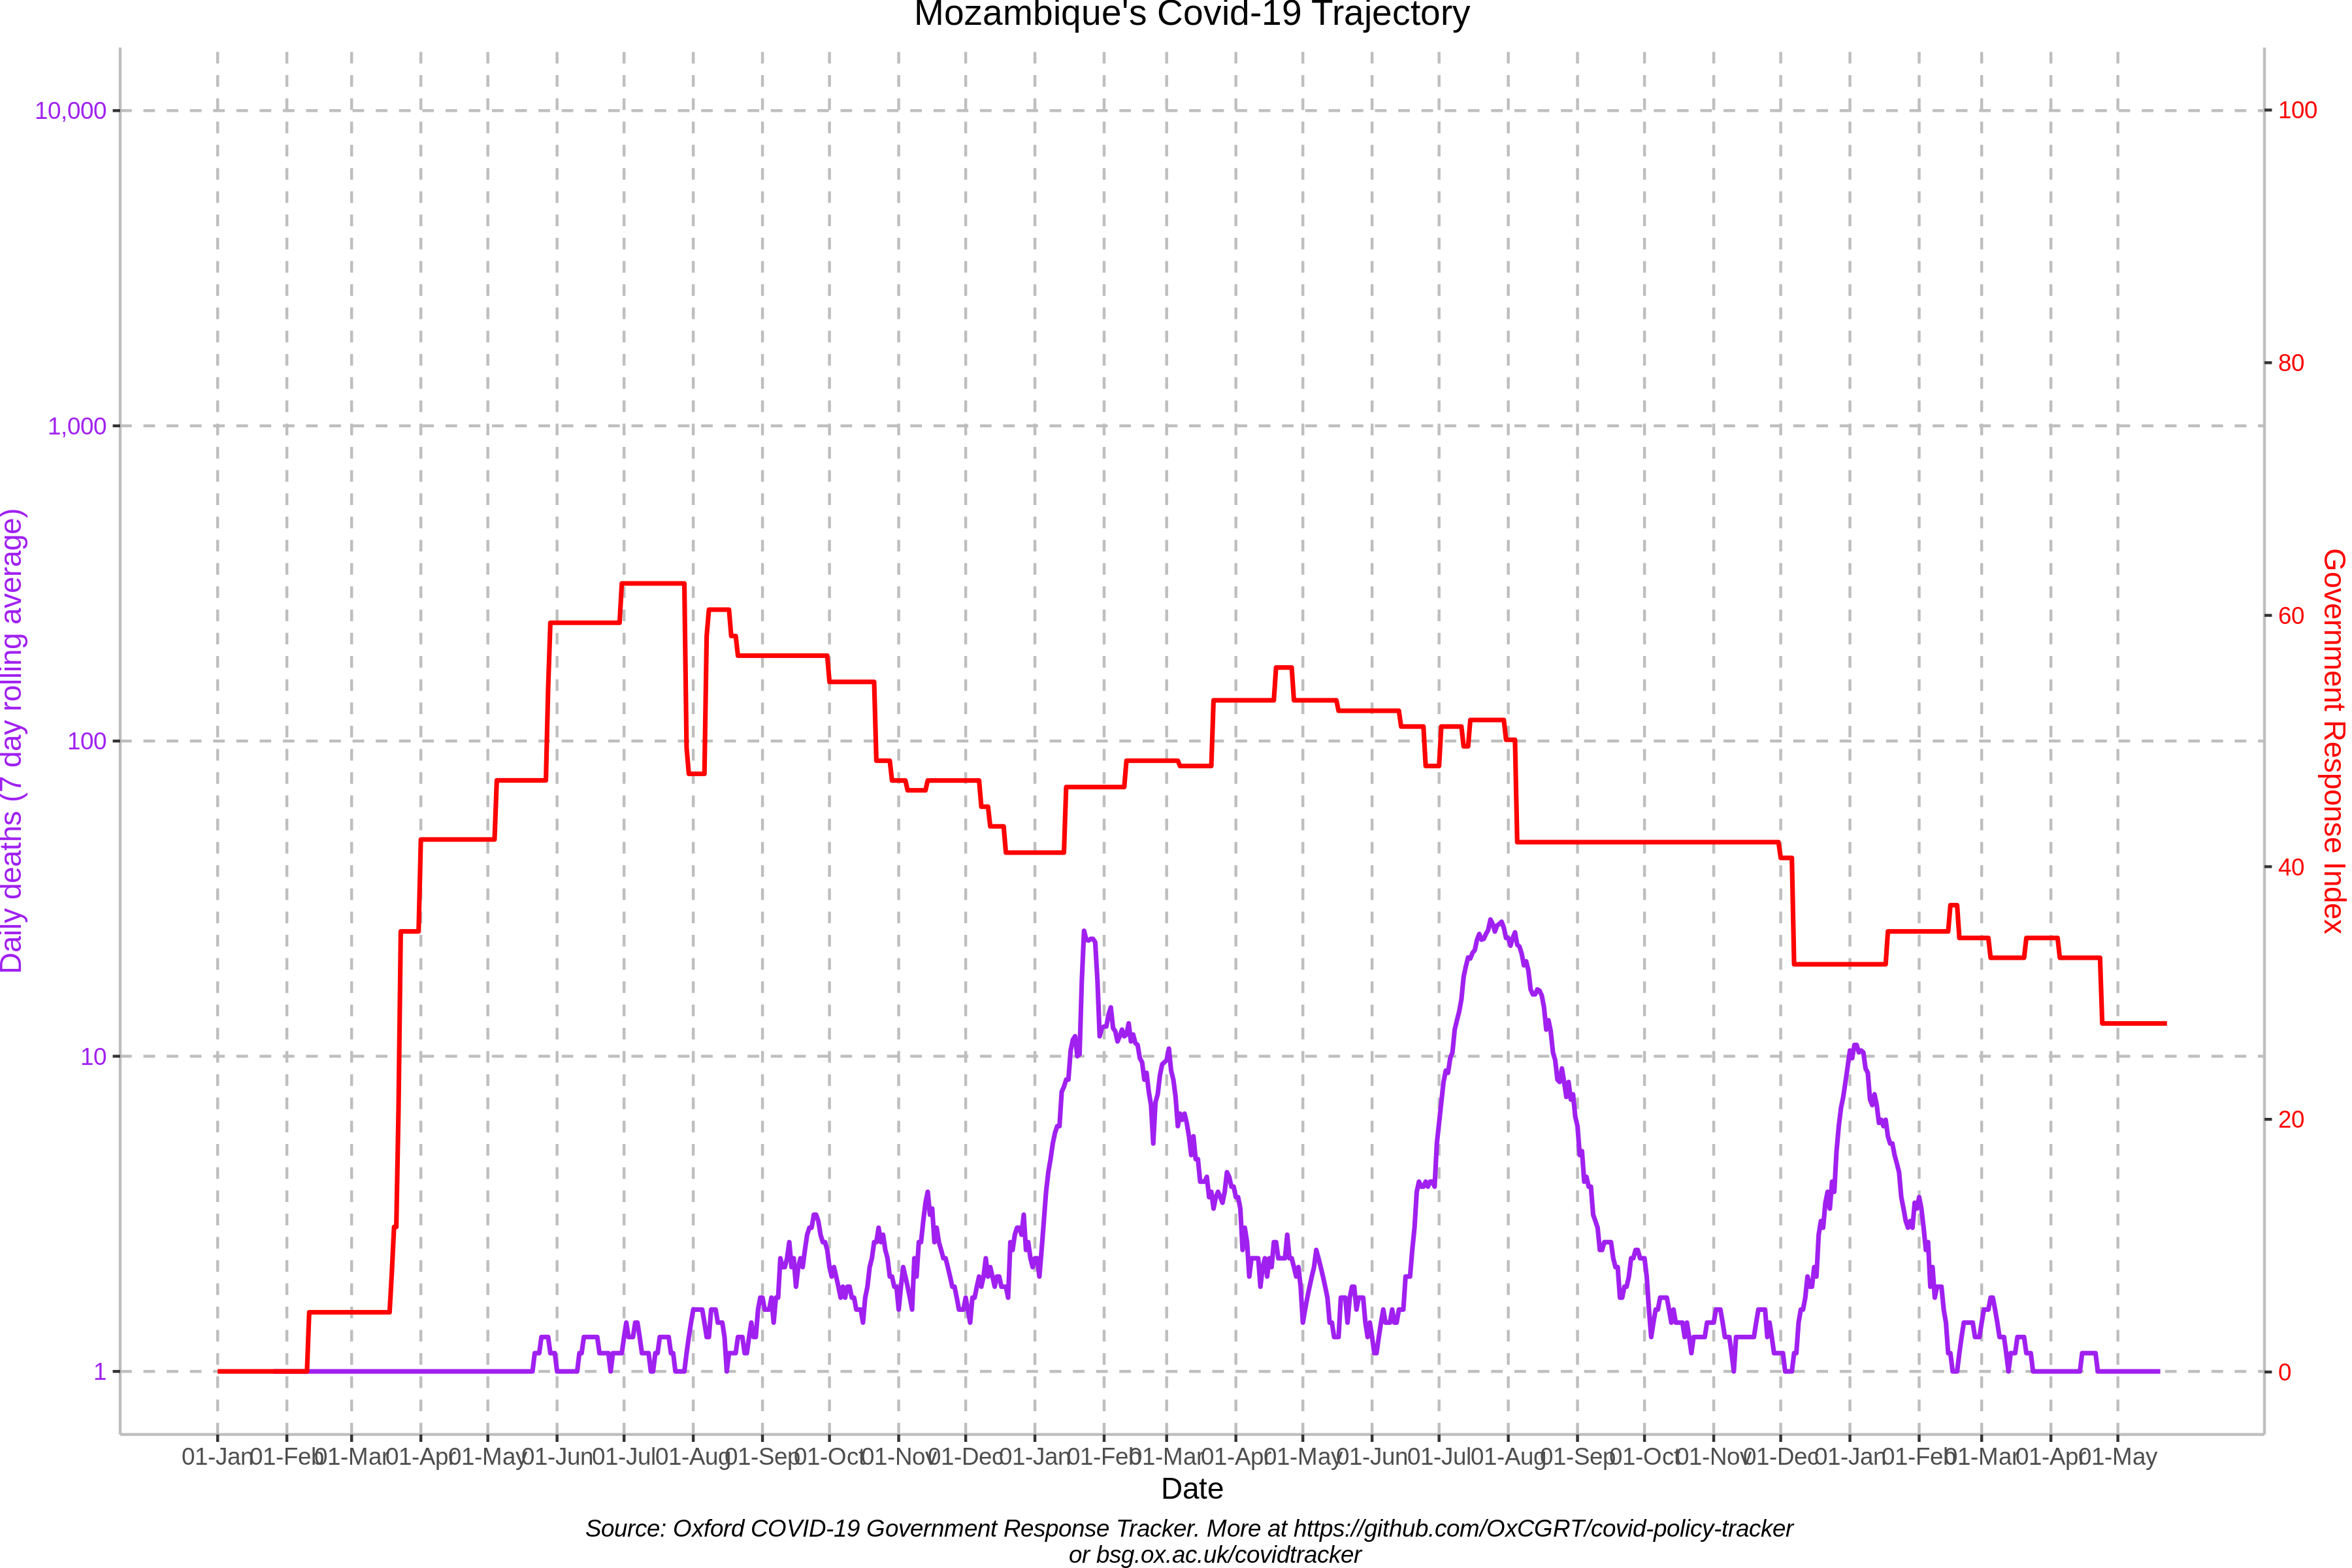 Mozambique's Covid-19 Trajectory
10,000
1,000
100
10
1
Daily deaths (7 day rolling average)
100
80
60
40
20
0
Government Response Index
01-Jan 01-Feb 01-Mar 01-Apr 01-May 01-Jun 01-Jul 01-Aug 01-Sep 01-Oct 01-Nov 01-Dec 01-Jan 01-Feb 01-Mar 01-Apr 01-May 01-Jun 01-Jul 01-Aug 01-Sep 01-Oct 01-Nov 01-Dec 01-Jan 01-Feb 01-Mar 01-Apr 01-May
Date
Source: Oxford COVID-19 Government Response Tracker. More at https://github.com/OxCGRT/covid-policy-tracker
or bsg.ox.ac.uk/covidtracker